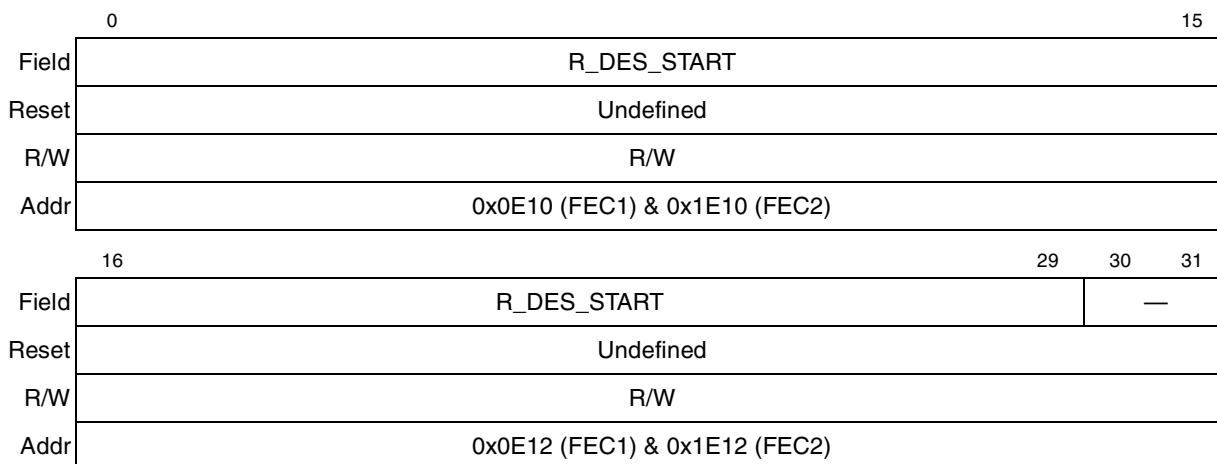 0 15
Field R_DES_START
Reset Undefined
R/W R/W
Addr 0x0E10 (FEC1) & 0x1E10 (FEC2)
16 29 30 31
Field R_DES_START —
Reset Undefined
R/W R/W
Addr 0x0E12 (FEC1) & 0x1E12 (FEC2)